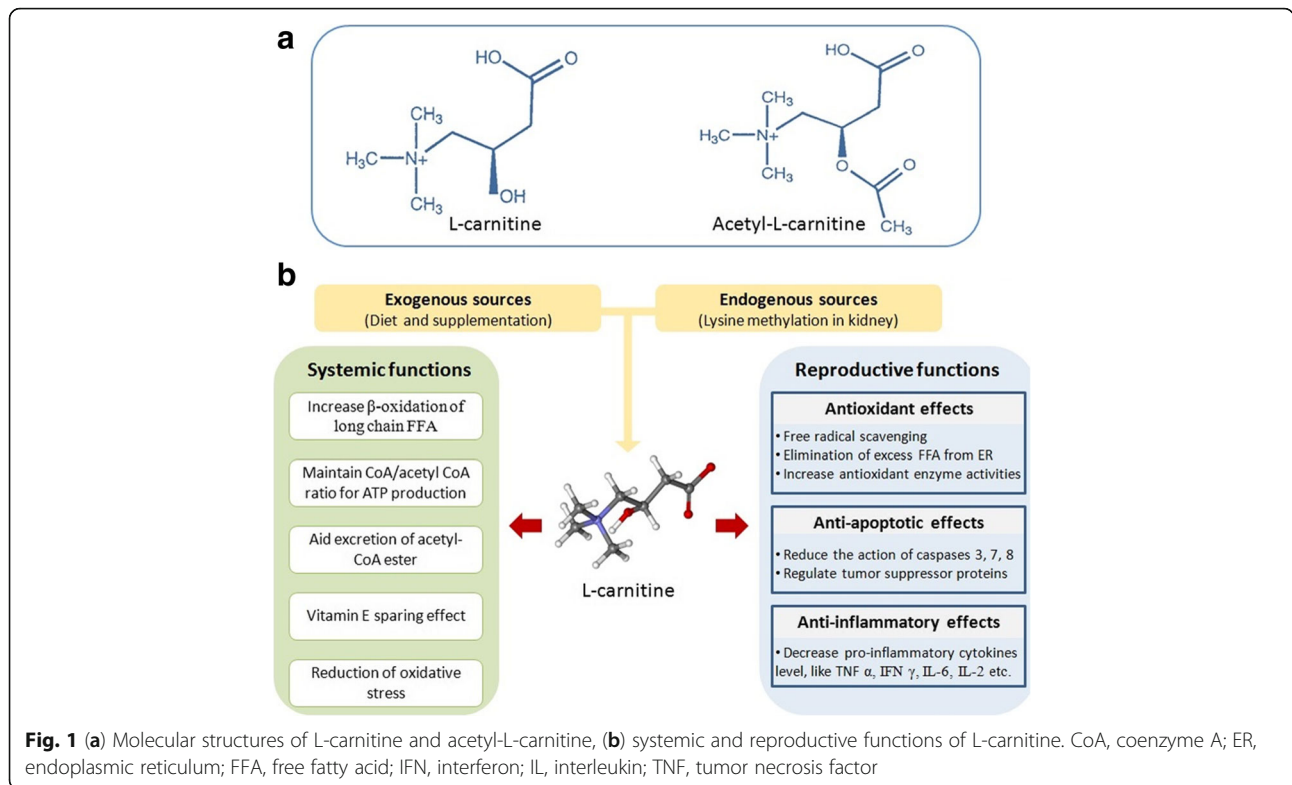 a
HO
O
CH3
H3C
N+
CH3
OH
L-carnitine
HO
O
CH3
H3C
N+
CH3
O
O
CH3
Acetyl-L-carnitine
b
Exogenous sources
(Diet and supplementation)
Endogenous sources
(Lysine methylation in kidney)
Systemic functions
Increase β-oxidation of
long chain FFA
Maintain CoA/acetyl CoA
ratio for ATP production
Aid excretion of acetyl-
CoA ester
Vitamin E sparing effect
Reduction of oxidative
stress
L-carnitine
Reproductive functions
Antioxidant effects
• Free radical scavenging
• Elimination of excess FFA from ER
• Increase antioxidant enzyme activities
Anti-apoptotic effects
• Reduce the action of caspases 3, 7, 8
• Regulate tumor suppressor proteins
Anti-inflammatory effects
• Decrease pro-inflammatory cytokines
level, like TNF α, IFN γ, IL-6, IL-2 etc.
Fig. 1 (a) Molecular structures of L-carnitine and acetyl-L-carnitine, (b) systemic and reproductive functions of L-carnitine. CoA, coenzyme A; ER,
endoplasmic reticulum; FFA, free fatty acid; IFN, interferon; IL, interleukin; TNF, tumor necrosis factor